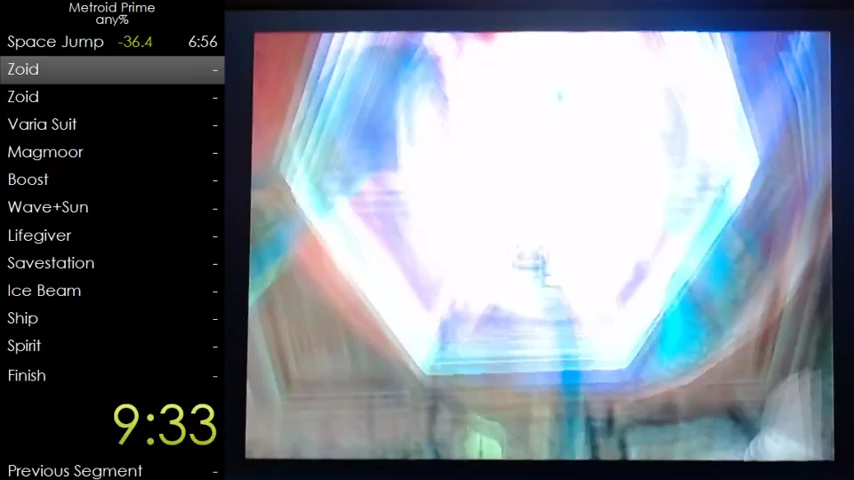 Metroid Prime
any%
Space Jump -36.4 6:56
Zoid -
Zoid -
Varia Suit -
Magmoor -
Boost -
Wave+Sun -
Lifegiver -
Savestation -
Ice Beam -
Ship -
Spirit -
Finish -
9:33
Previous Segment -